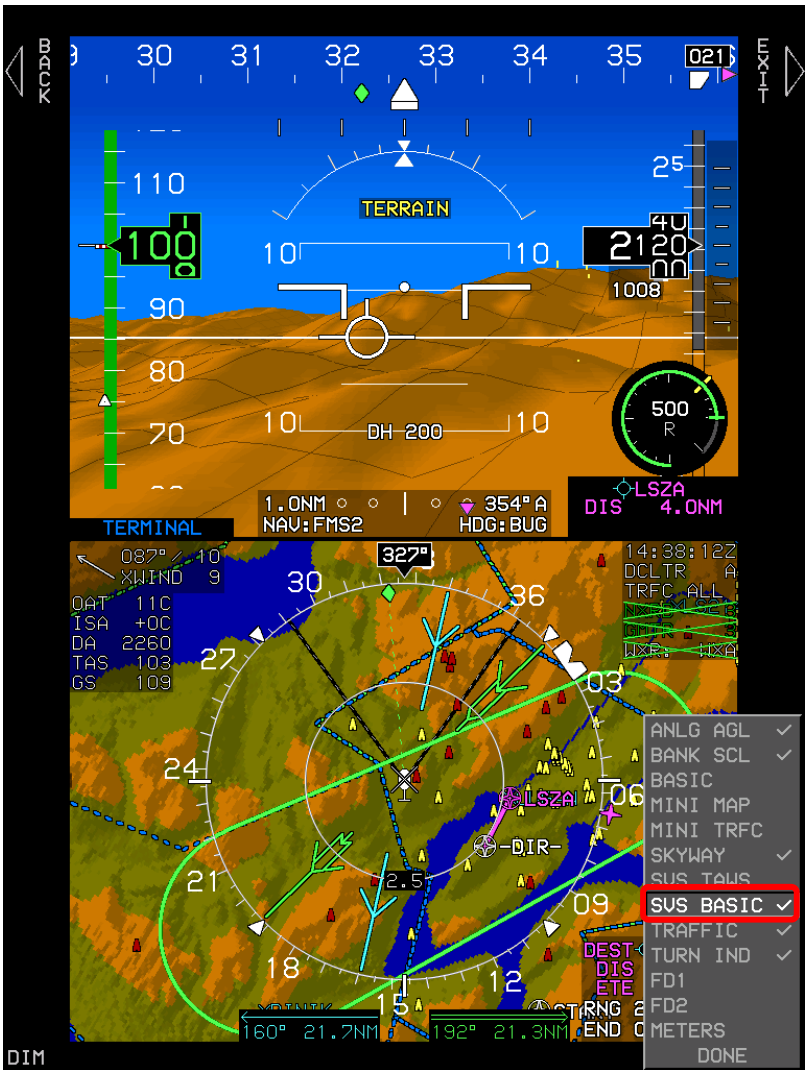 BACK
EXIT
30 31 32 33 34 35
021
110
TERRAIN
25
100
10 10
2120
1008
90
80
500
R
70
10 DH 200 10
LSZA
DIS 4.0NM
TERMINAL
1.0NM 354° A
NAV:FMS2 HDG:BUG
087°/ 10
XWIND 9
327°
14:38:12Z
DCLTR A
TRFC ALL
OAT 11C
ISA +0C
DA 2260
TAS 103
GS 109
30
36
27
WXR: WXA
03
24
LSZA
06
-DIR-
21
2.5
09
18
15
12
DEST-
DIS
ETE
RNG 2
END
160° 21.7NM
192° 21.3NM
ANLG AGL ✓
BANK SCL ✓
BASIC
MINI MAP
MINI TRFC
SKYWAY ✓
SVS TAWS
SVS BASIC ✓
TRAFFIC ✓
TURN IND ✓
FD1
FD2
METERS
DONE
DIM